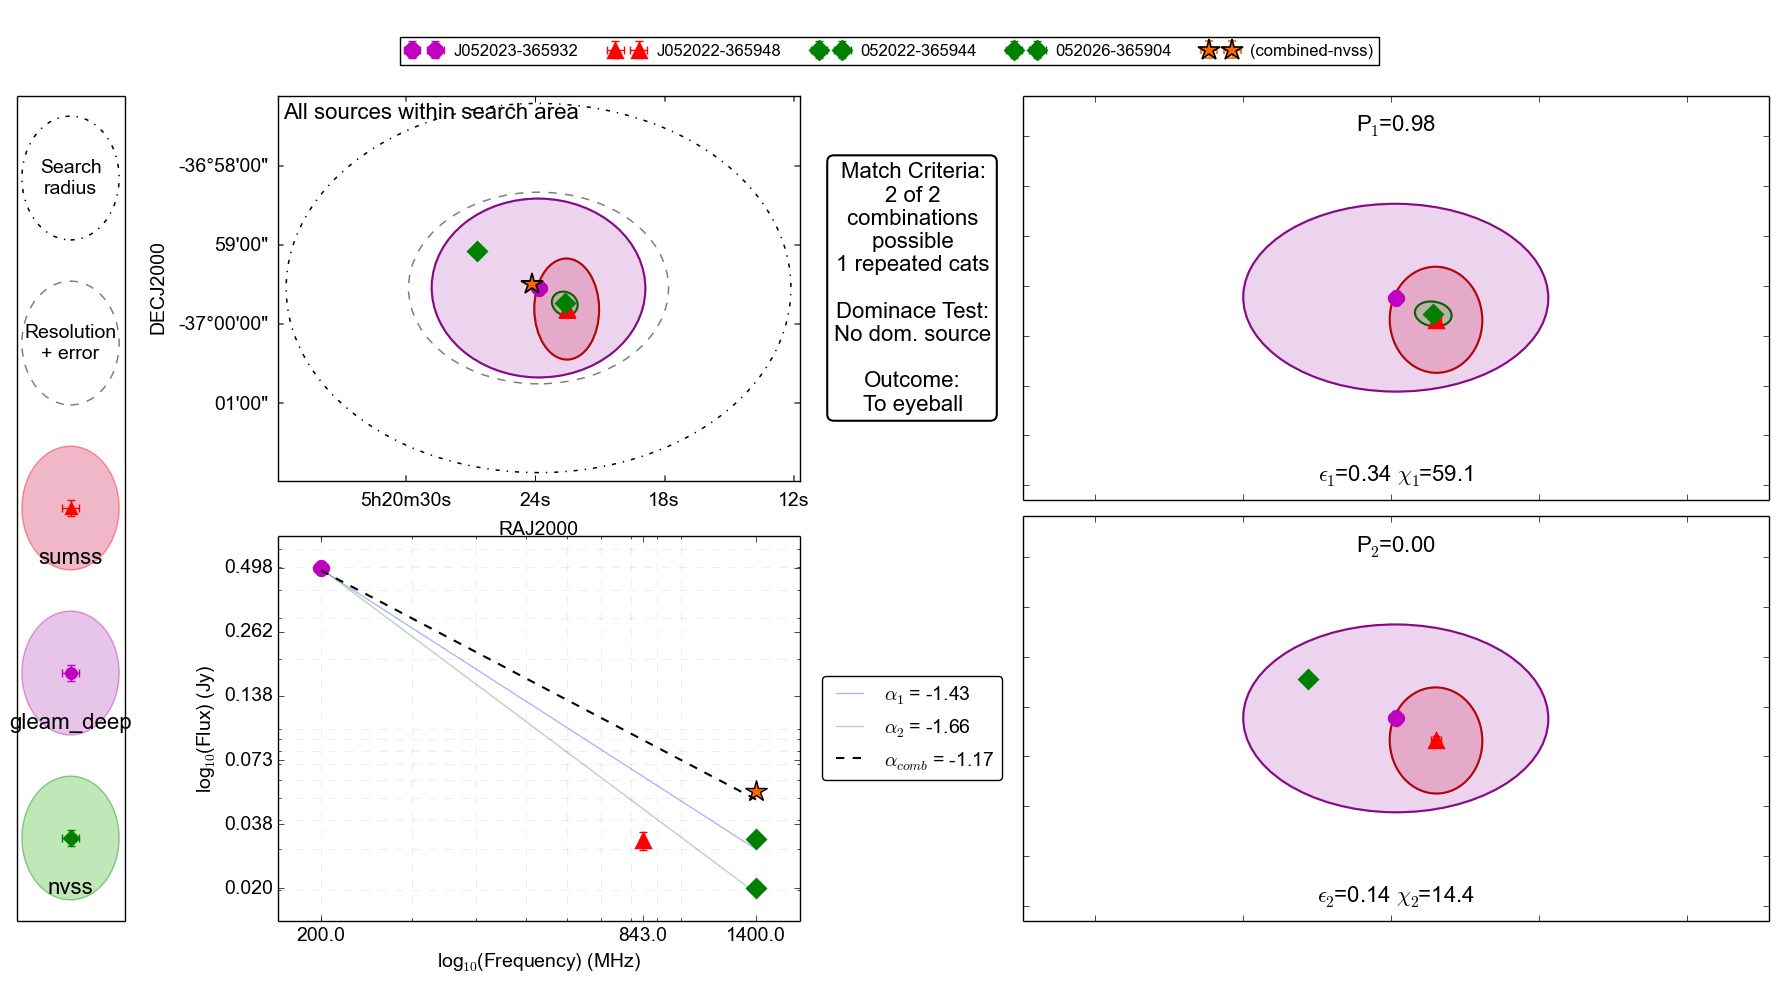 J052023-365932 J052022-365948 052022-365944 052026-365904 (combined-nvss)
Search
radius
Resolution
+ error
sumss
gleam_deep
nvss
All sources within search area
DECJ2000
-36°58'00"
59'00"
-37°00'00"
01'00"
5h20m30s 24s 18s 12s
RAJ2000
Match Criteria:
2 of 2
combinations
possible
1 repeated cats
Dominace Test:
No dom. source
Outcome:
To eyeball
P1=0.98
ϵ1=0.34 χ1=59.1
log10(Flux) (Jy)
0.498
0.262
0.138
0.073
0.038
0.020
200.0 843.0 1400.0
log10(Frequency) (MHz)
α1 = -1.43
α2 = -1.66
αcomb = -1.17
P2=0.00
ϵ2=0.14 χ2=14.4